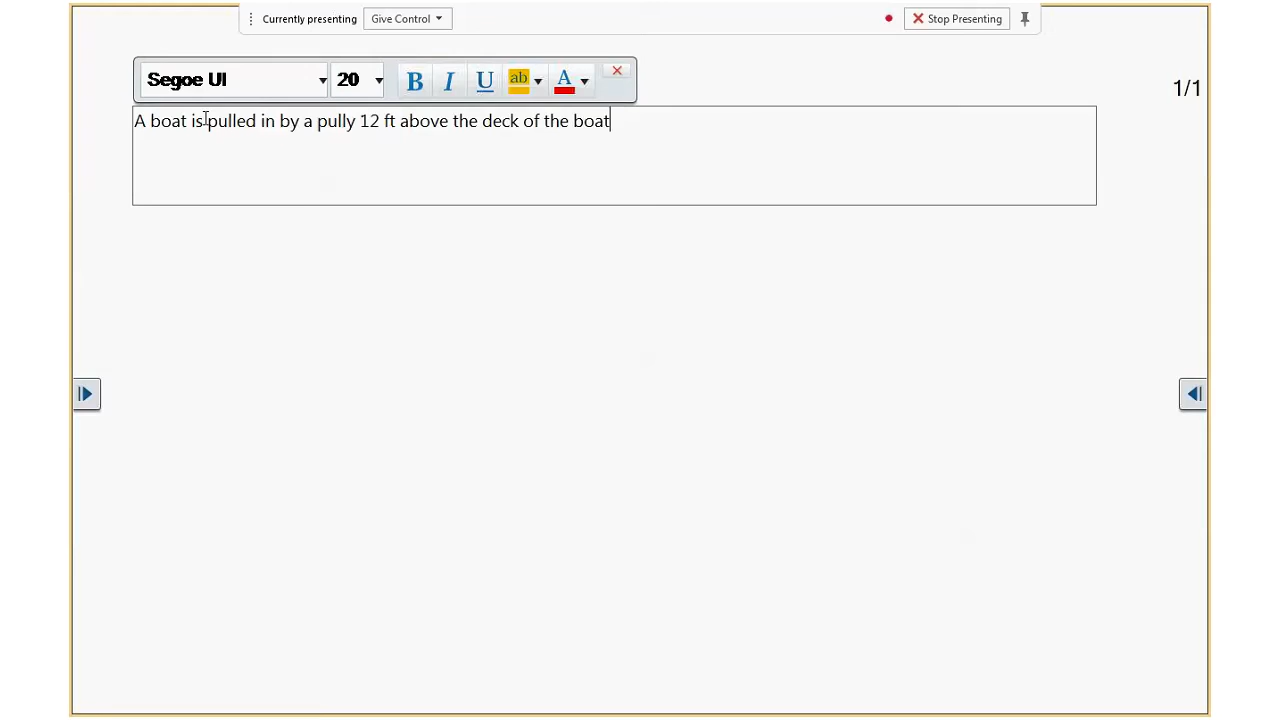 Currently presenting Give Control Stop Presenting
Segoe UI 20 B I U ab A
1/1
A boat is pulled in by a pully 12 ft above the deck of the boat